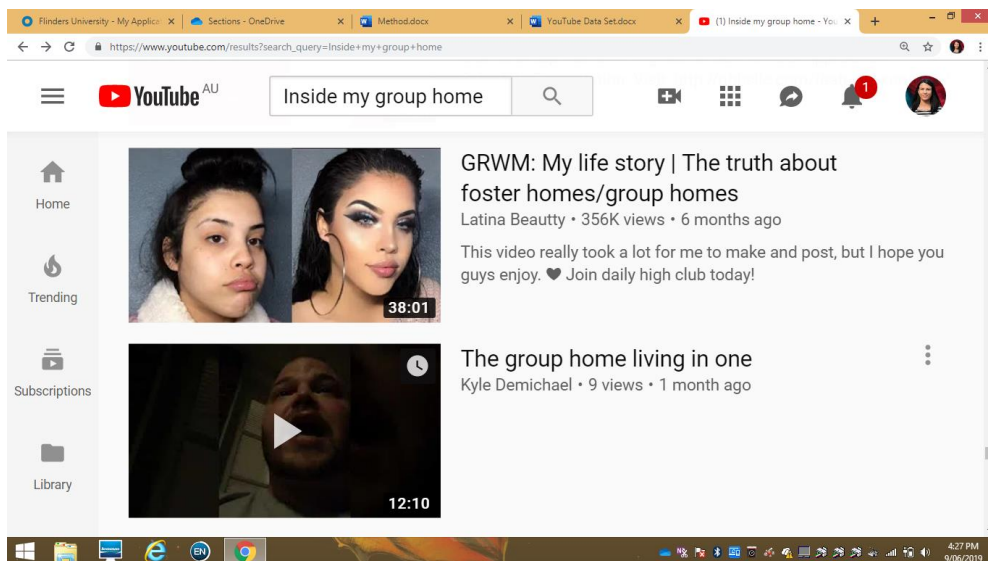 Flinders University - My Applicat
Sections - OneDrive
Method.docx
YouTube Data Set.docx
(1) Inside my group home - You
https://www.youtube.com/results?search_query=Inside+my+group+home
YouTube AU
Inside my group home
1
Home
Trending
Subscriptions
Library
38:01
GRWM: My life story | The truth about
foster homes/group homes
Latina Beautty • 356K views • 6 months ago
This video really took a lot for me to make and post, but I hope you
guys enjoy. ♥ Join daily high club today!
12:10
The group home living in one
Kyle Demichael • 9 views • 1 month ago
EN
4:27 PM
9/06/2019